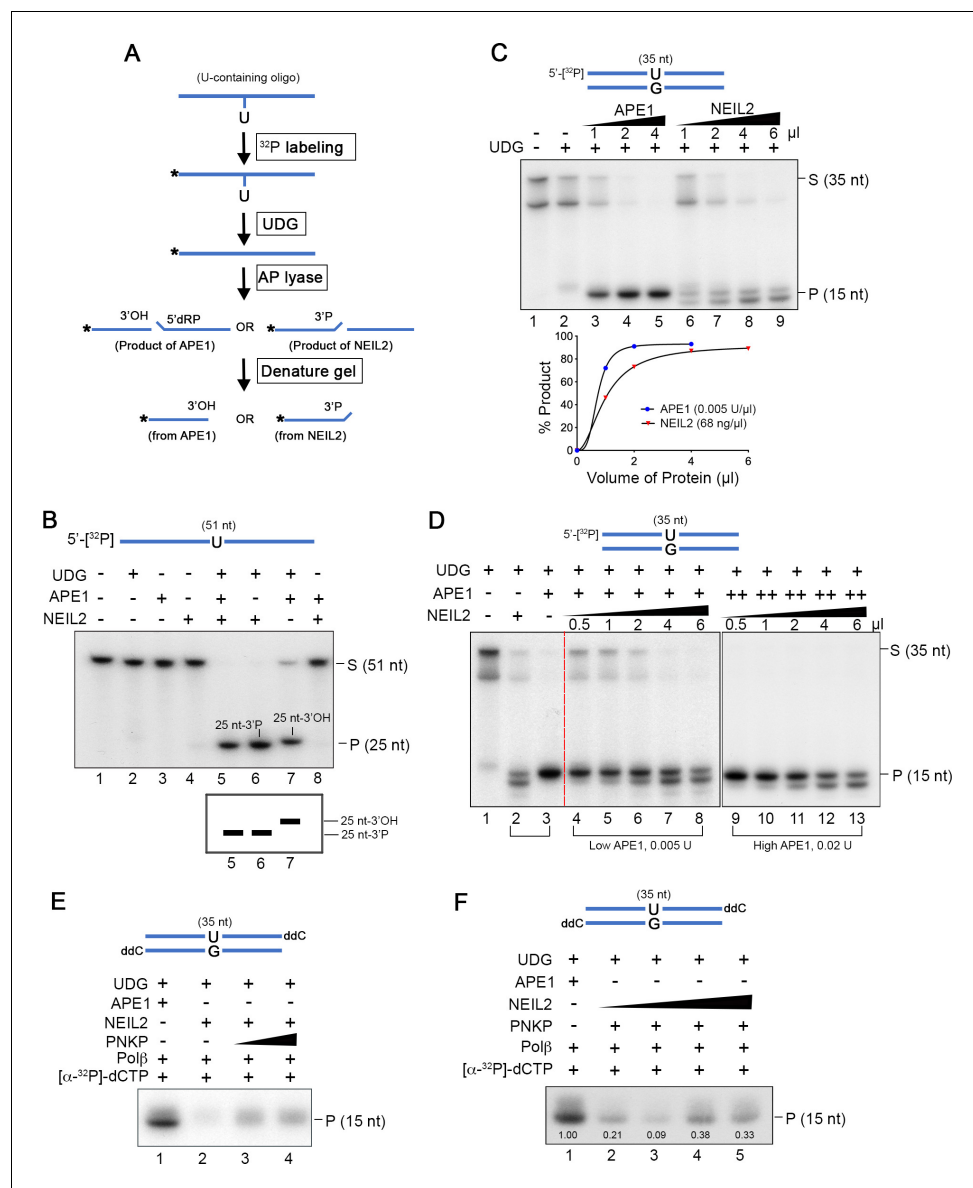 A
(U-containing oligo)
U
32P labeling
*
U
UDG
*
AP lyase
3'OH 5'dRP OR 3'P
* *
(Product of APE1) (Product of NEIL2)
Denature gel
3'OH OR 3'P
* *
(from APE1) (from NEIL2)
B
(51 nt)
5'-[32P] U
UDG - + - - + + + -
APE1 - - + - + - + +
NEIL2 - - - + + + - +
S (51 nt)
25 nt-3'P 25 nt-3'OH
P (25 nt)
1 2 3 4 5 6 7 8
25 nt-3'OH
25 nt-3'P
5 6 7
C
(35 nt)
5'-[32P] U
G
APE1 NEIL2
- - 1 2 4 1 2 4 6 µl
UDG - + + + + + + + +
S (35 nt)
P (15 nt)
1 2 3 4 5 6 7 8 9
100
80
60
40
20
0
% Product
APE1 (0.005 U/µl)
NEIL2 (68 ng/µl)
0 2 4 6
Volume of Protein (µl)
D
(35 nt)
5'-[32P] U
G
UDG + + + + + + + + + + + + +
APE1 - - + + + + + + ++ ++ ++ ++ ++
NEIL2 - + - 0.5 1 2 4 6 0.5 1 2 4 6 µl
S (35 nt)
P (15 nt)
1 2 3 4 5 6 7 8 9 10 11 12 13
Low APE1, 0.005 U High APE1, 0.02 U
E
(35 nt)
U ddC
ddC G
UDG + + + +
APE1 + - - -
NEIL2 - + + +
PNKP - -
Polβ + + + +
[α-32P]-dCTP + + + +
P (15 nt)
1 2 3 4
F
(35 nt)
U ddC
ddC G
UDG + + + + +
APE1 + - - - -
NEIL2 -
PNKP - + + + +
Polβ + + + + +
[α-32P]-dCTP + + + + +
P (15 nt)
1.00 0.21 0.09 0.38 0.33
1 2 3 4 5